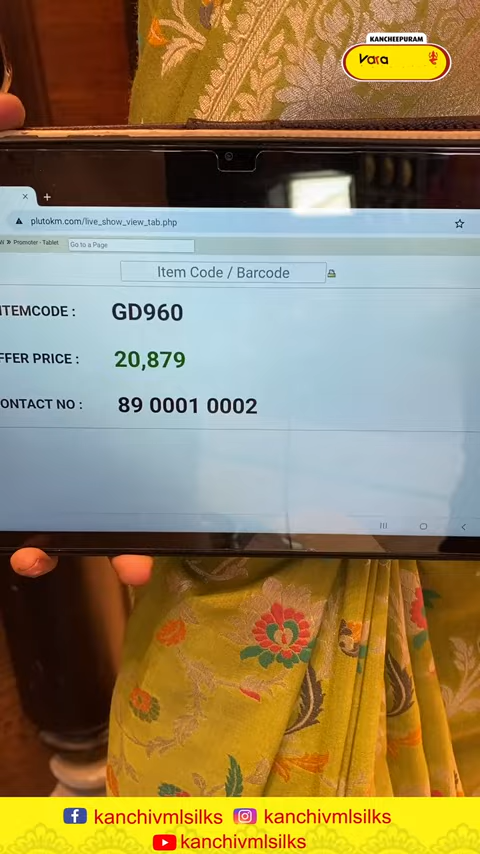 KANCHEEPURAM
Vara
× +
plutokm.com/live_show_view_tab.php
» Promoter - Tablet Go to a Page
Item Code / Barcode
ITEMCODE : GD960
FFER PRICE : 20,879
ONTACT NO : 89 0001 0002
kanchivmlsilks kanchivmlsilks
kanchivmlsilks